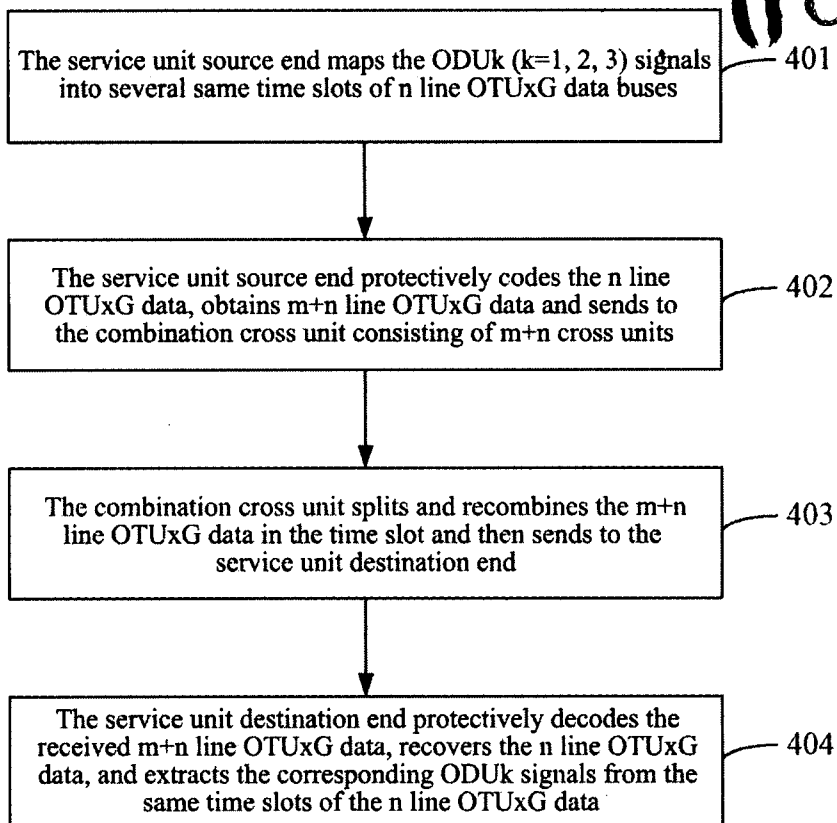 The service unit source end maps the ODUk (k=1, 2, 3) signals
into several same time slots of n line OTUxG data buses
401
The service unit source end protectively codes the n line
OTUxG data, obtains m+n line OTUxG data and sends to
the combination cross unit consisting of m+n cross units
402
The combination cross unit splits and recombines the m+n
line OTUxG data in the time slot and then sends to the
service unit destination end
403
The service unit destination end protectively decodes the
received m+n line OTUxG data, recovers the n line OTUxG
data, and extracts the corresponding ODUk signals from the
same time slots of the n line OTUxG data
404